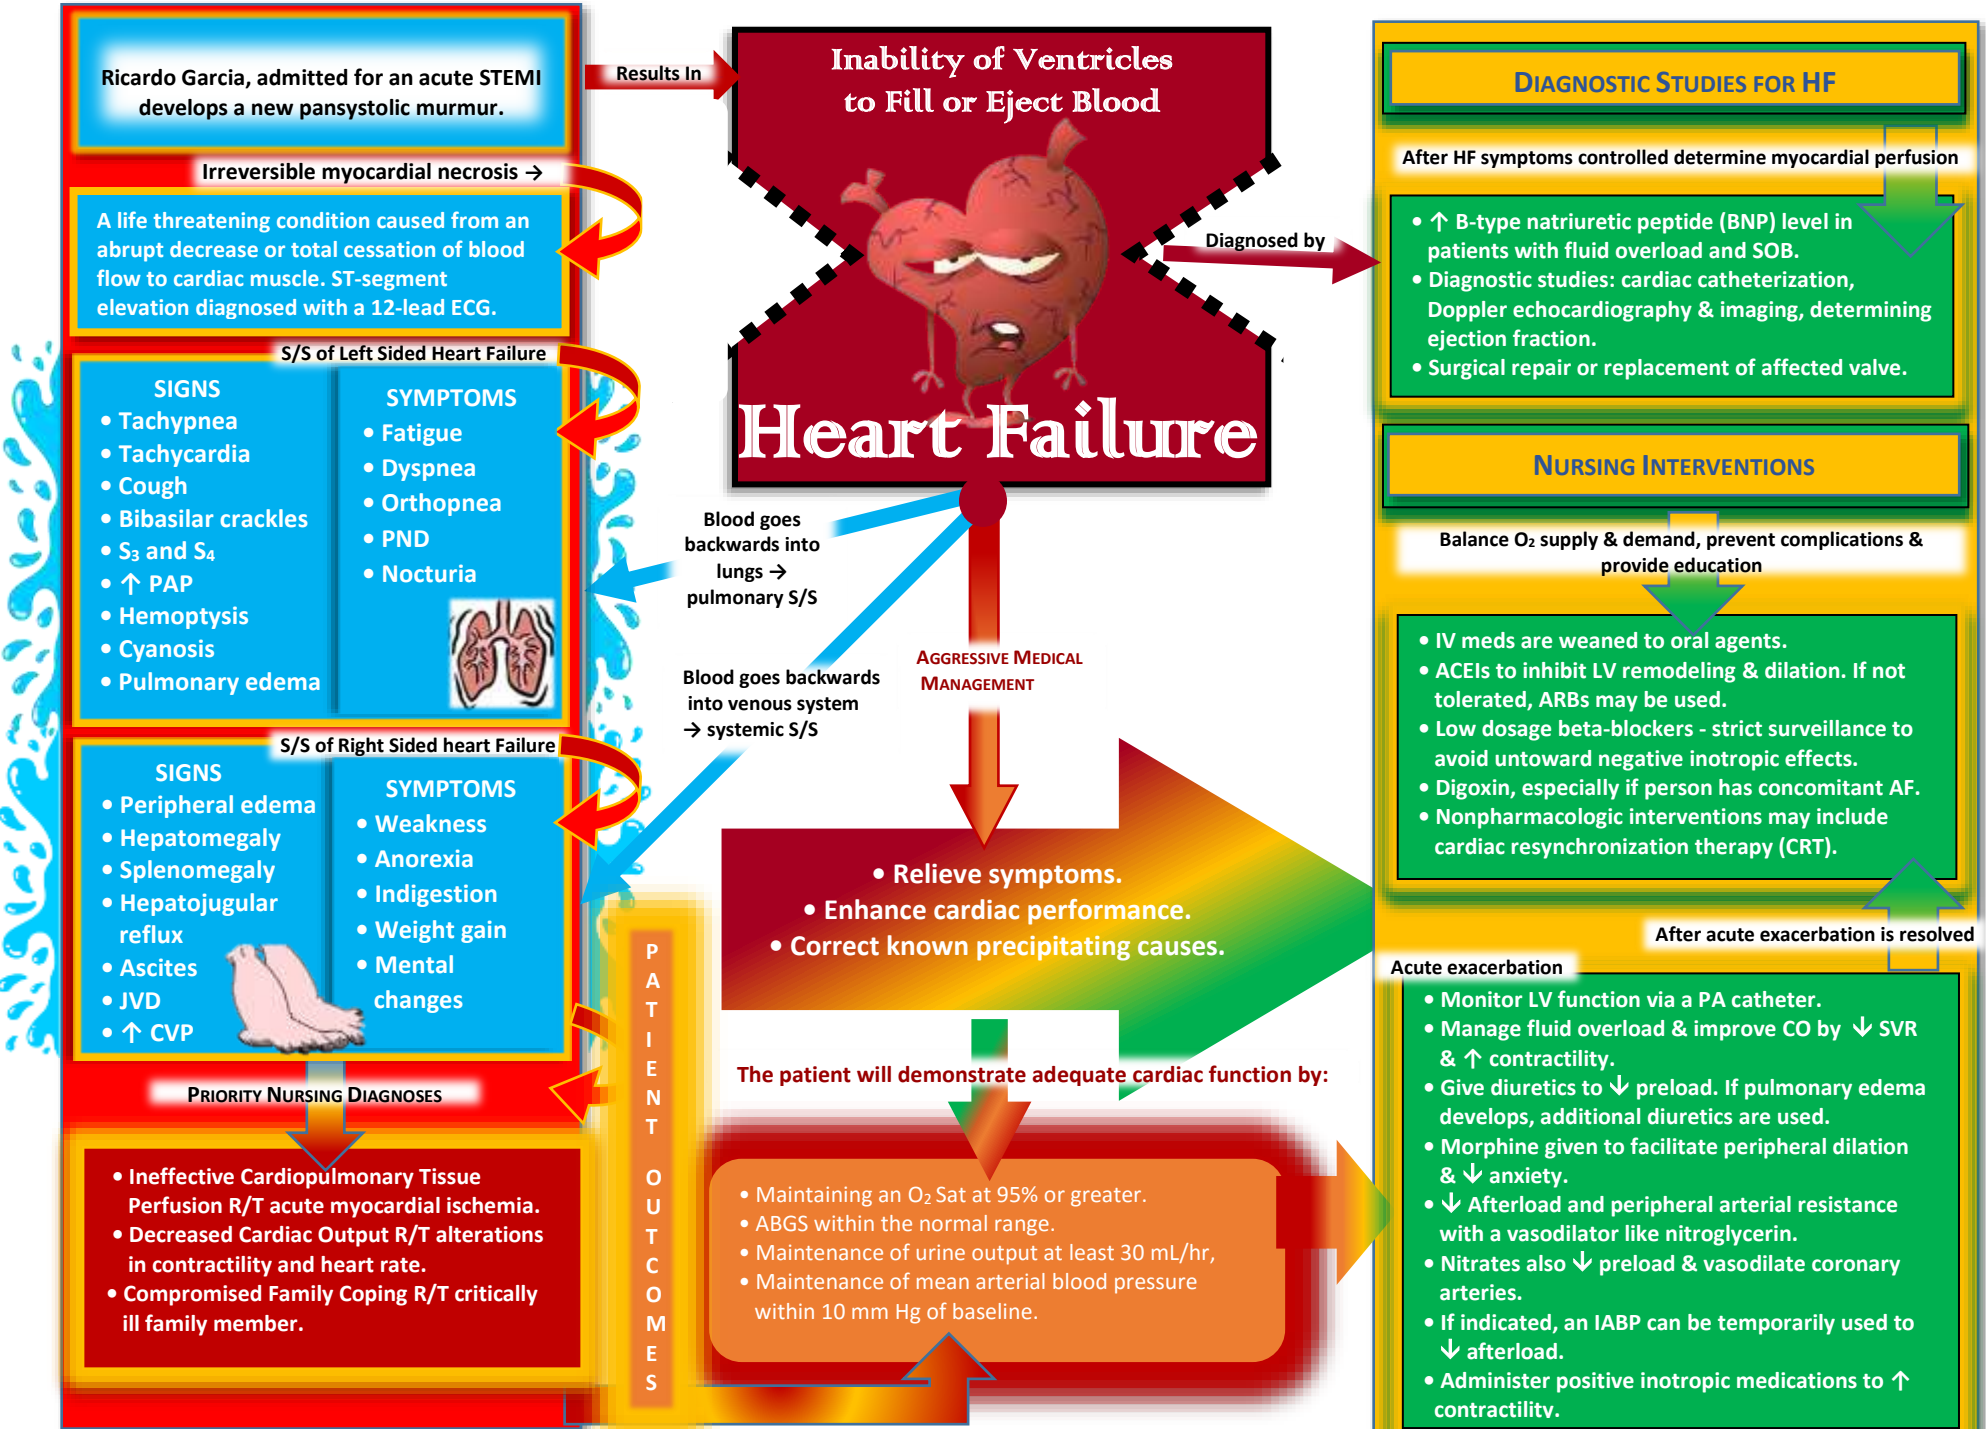 Ricardo Garcia, admitted for an acute STEMI
develops a new pansystolic murmur.
Irreversible myocardial necrosis →
A life threatening condition caused from an
abrupt decrease or total cessation of blood
flow to cardiac muscle. ST-segment
elevation diagnosed with a 12-lead ECG.
S/S of Left Sided Heart Failure
SIGNS
• Tachypnea
• Tachycardia
• Cough
• Bibasilar crackles
• S₃ and S₄
• ↑ PAP
• Hemoptysis
• Cyanosis
• Pulmonary edema
SYMPTOMS
• Fatigue
• Dyspnea
• Orthopnea
• PND
• Nocturia
S/S of Right Sided heart Failure
SIGNS
• Peripheral edema
• Hepatomegaly
• Splenomegaly
• Hepatojugular
reflux
• Ascites
• JVD
• ↑ CVP
SYMPTOMS
• Weakness
• Anorexia
• Indigestion
• Weight gain
• Mental
changes
PRIORITY NURSING DIAGNOSES
• Ineffective Cardiopulmonary Tissue
Perfusion R/T acute myocardial ischemia.
• Decreased Cardiac Output R/T alterations
in contractility and heart rate.
• Compromised Family Coping R/T critically
ill family member.
Results In
Inability of Ventricles
to Fill or Eject Blood
Heart Failure
Diagnosed by
Blood goes
backwards into
lungs →
pulmonary S/S
Blood goes backwards
into venous system
→ systemic S/S
AGGRESSIVE MEDICAL
MANAGEMENT
• Relieve symptoms.
• Enhance cardiac performance.
• Correct known precipitating causes.
PATIENT OUTCOMES
The patient will demonstrate adequate cardiac function by:
• Maintaining an O₂ Sat at 95% or greater.
• ABGS within the normal range.
• Maintenance of urine output at least 30 mL/hr,
• Maintenance of mean arterial blood pressure
within 10 mm Hg of baseline.
DIAGNOSTIC STUDIES FOR HF
After HF symptoms controlled determine myocardial perfusion
• ↑ B-type natriuretic peptide (BNP) level in
patients with fluid overload and SOB.
• Diagnostic studies: cardiac catheterization,
Doppler echocardiography & imaging, determining
ejection fraction.
• Surgical repair or replacement of affected valve.
NURSING INTERVENTIONS
Balance O₂ supply & demand, prevent complications &
provide education
• IV meds are weaned to oral agents.
• ACEIs to inhibit LV remodeling & dilation. If not
tolerated, ARBs may be used.
• Low dosage beta-blockers - strict surveillance to
avoid untoward negative inotropic effects.
• Digoxin, especially if person has concomitant AF.
• Nonpharmacologic interventions may include
cardiac resynchronization therapy (CRT).
After acute exacerbation is resolved
Acute exacerbation
• Monitor LV function via a PA catheter.
• Manage fluid overload & improve CO by ↓ SVR
& ↑ contractility.
• Give diuretics to ↓ preload. If pulmonary edema
develops, additional diuretics are used.
• Morphine given to facilitate peripheral dilation
& ↓ anxiety.
• ↓ Afterload and peripheral arterial resistance
with a vasodilator like nitroglycerin.
• Nitrates also ↓ preload & vasodilate coronary
arteries.
• If indicated, an IABP can be temporarily used to
↓ afterload.
• Administer positive inotropic medications to ↑
contractility.